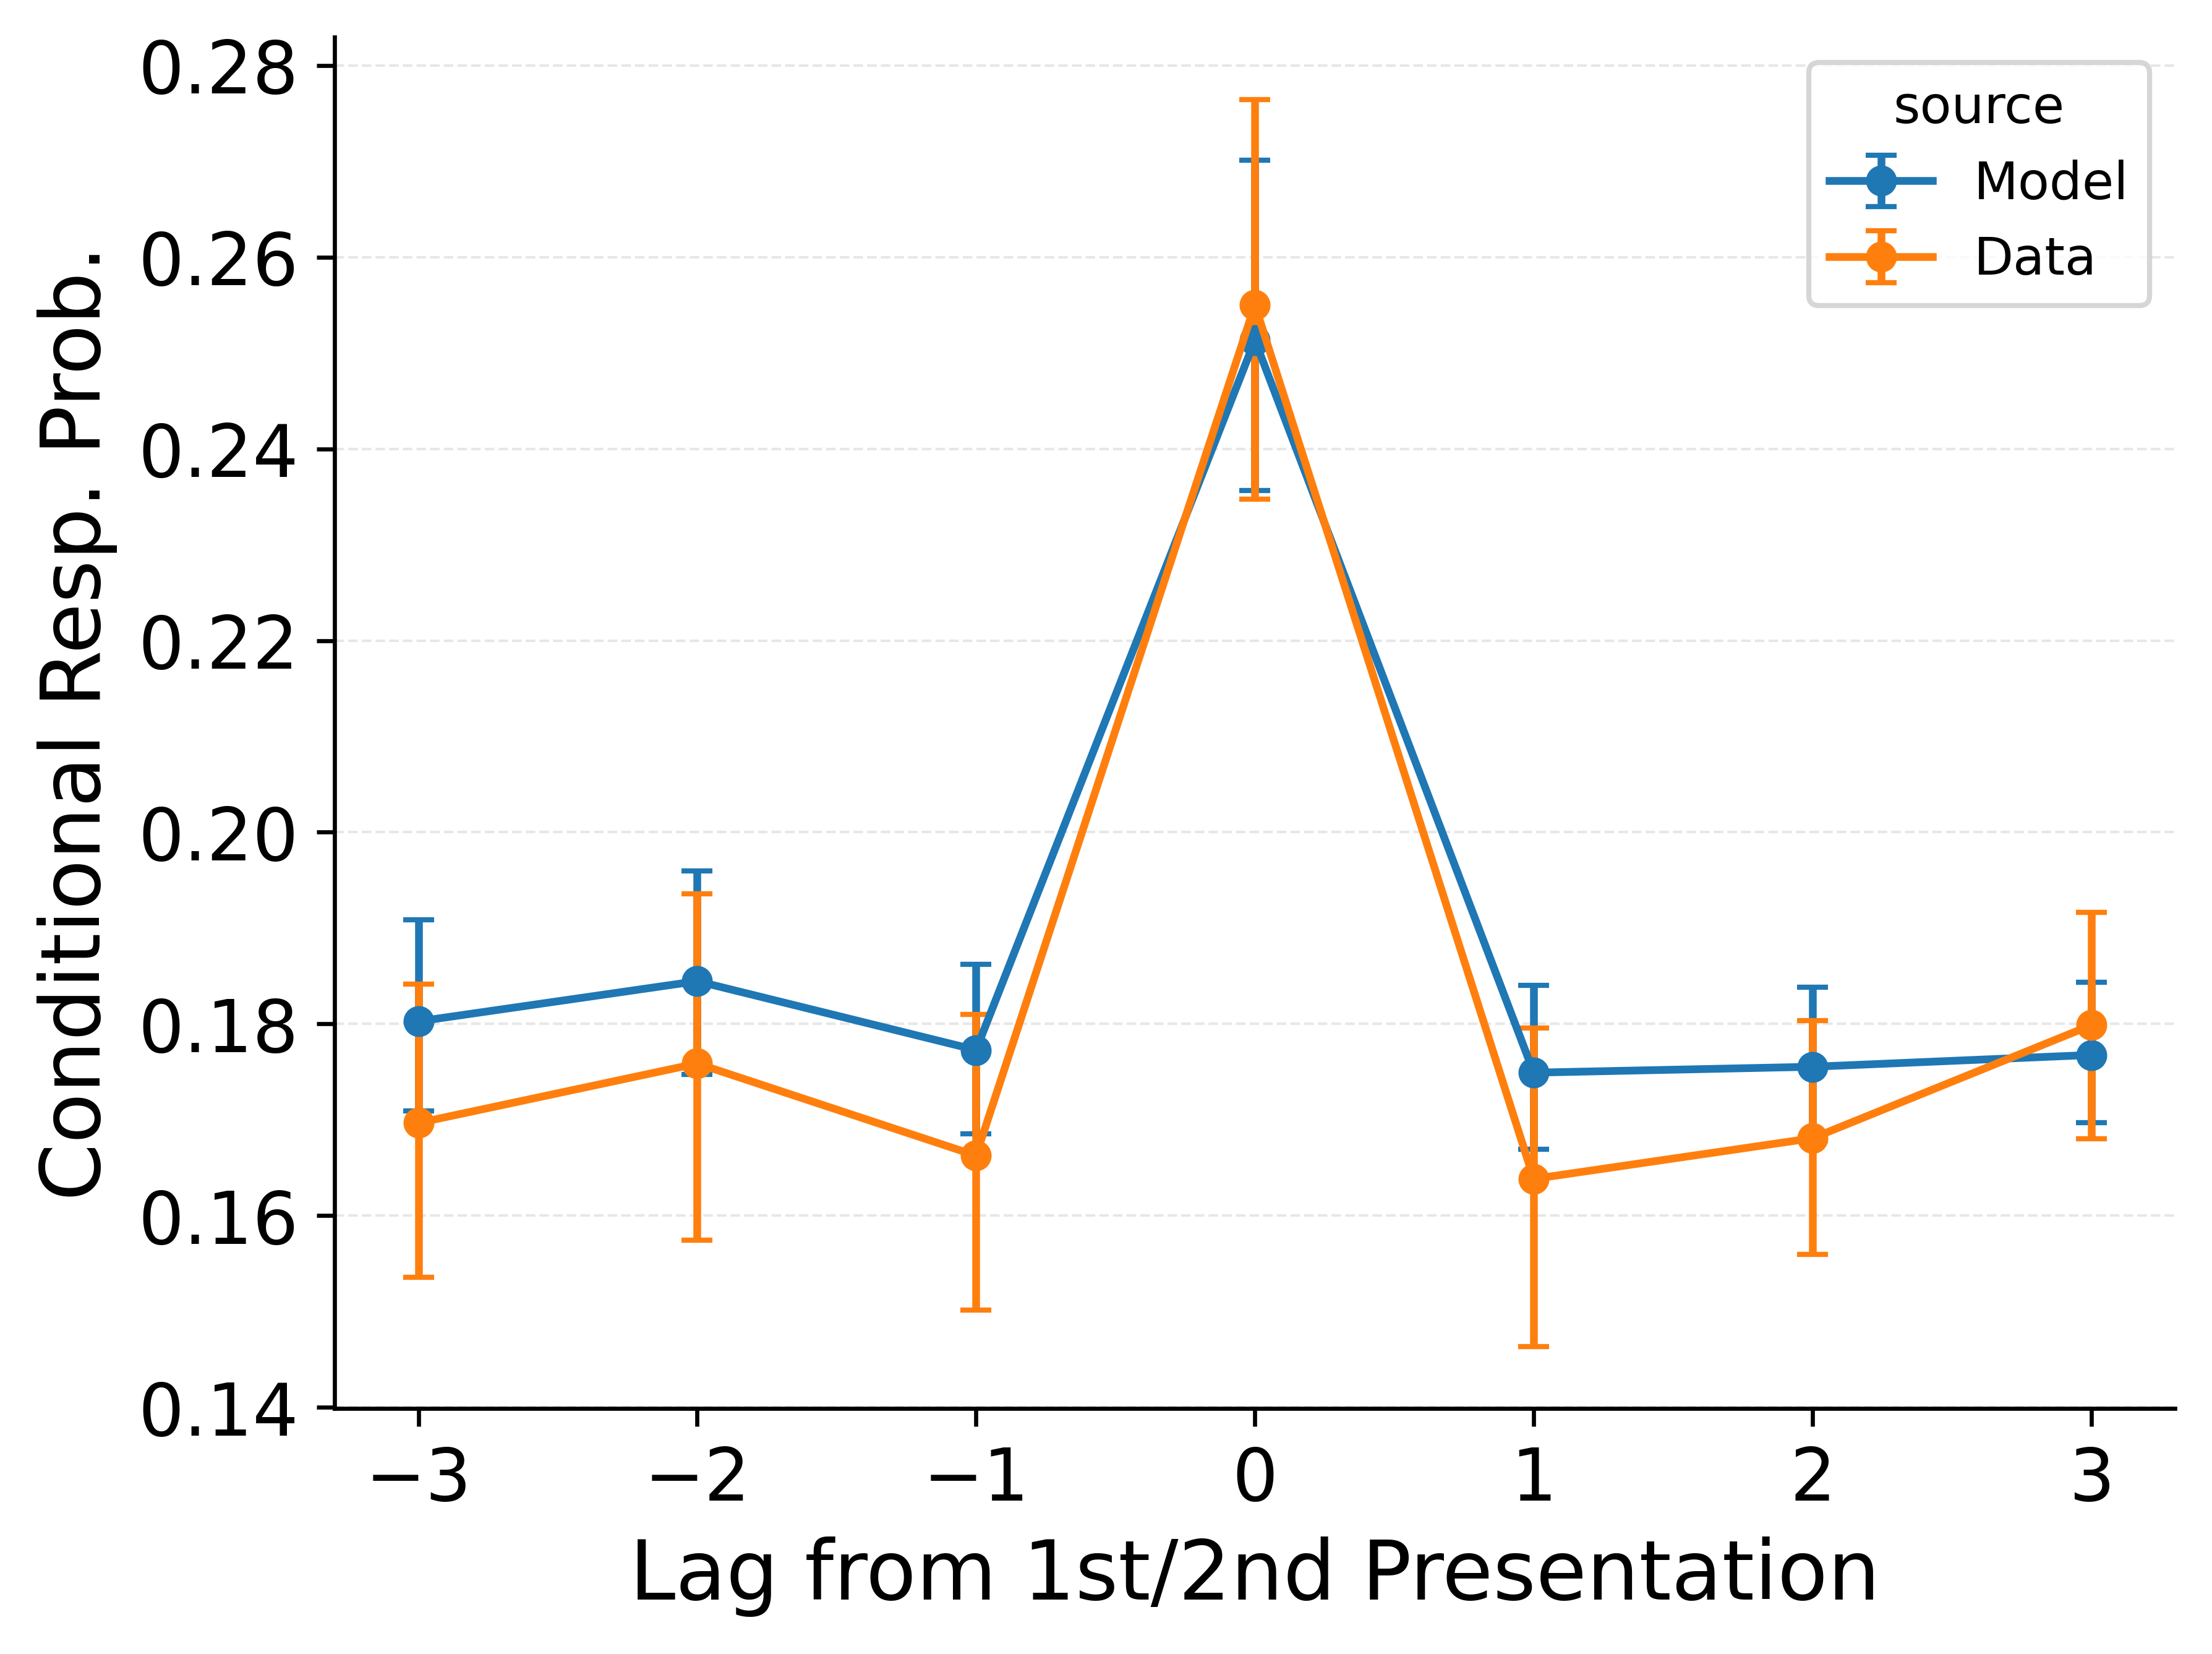 0.28
0.26
0.24
0.22
0.20
0.18
0.16
0.14
Conditional Resp. Prob.
source
Model
Data
−3 −2 −1 0 1 2 3
Lag from 1st/2nd Presentation